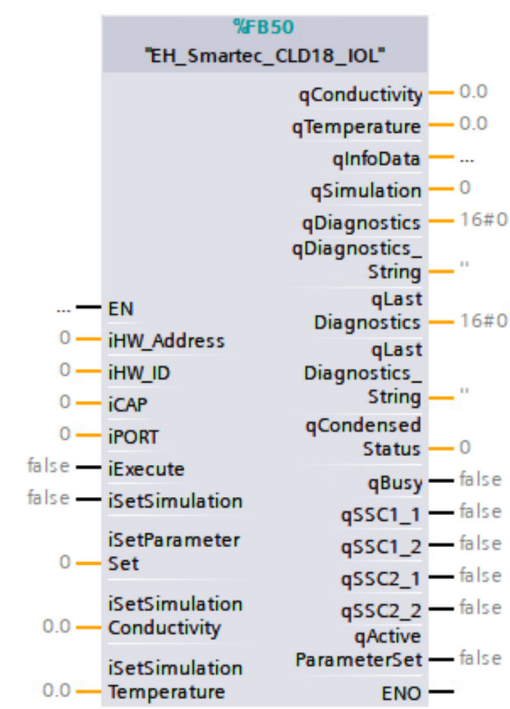 %FB50
"EH_Smartec_CLD18_IOL"
qConductivity 0.0
qTemperature 0.0
qInfoData ...
qSimulation 0
qDiagnostics 16#0
qDiagnostics_
String ''
qLast
Diagnostics 16#0
qLast
Diagnostics_
String ''
qCondensed
Status 0
qBusy false
qSSC1_1 false
qSSC1_2 false
qSSC2_1 false
qSSC2_2 false
qActive
ParameterSet false
ENO
... EN
0 iHW_Address
0 iHW_ID
0 iCAP
0 iPORT
false iExecute
false iSetSimulation
iSetParameter
0 Set
iSetSimulation
0.0 Conductivity
iSetSimulation
0.0 Temperature